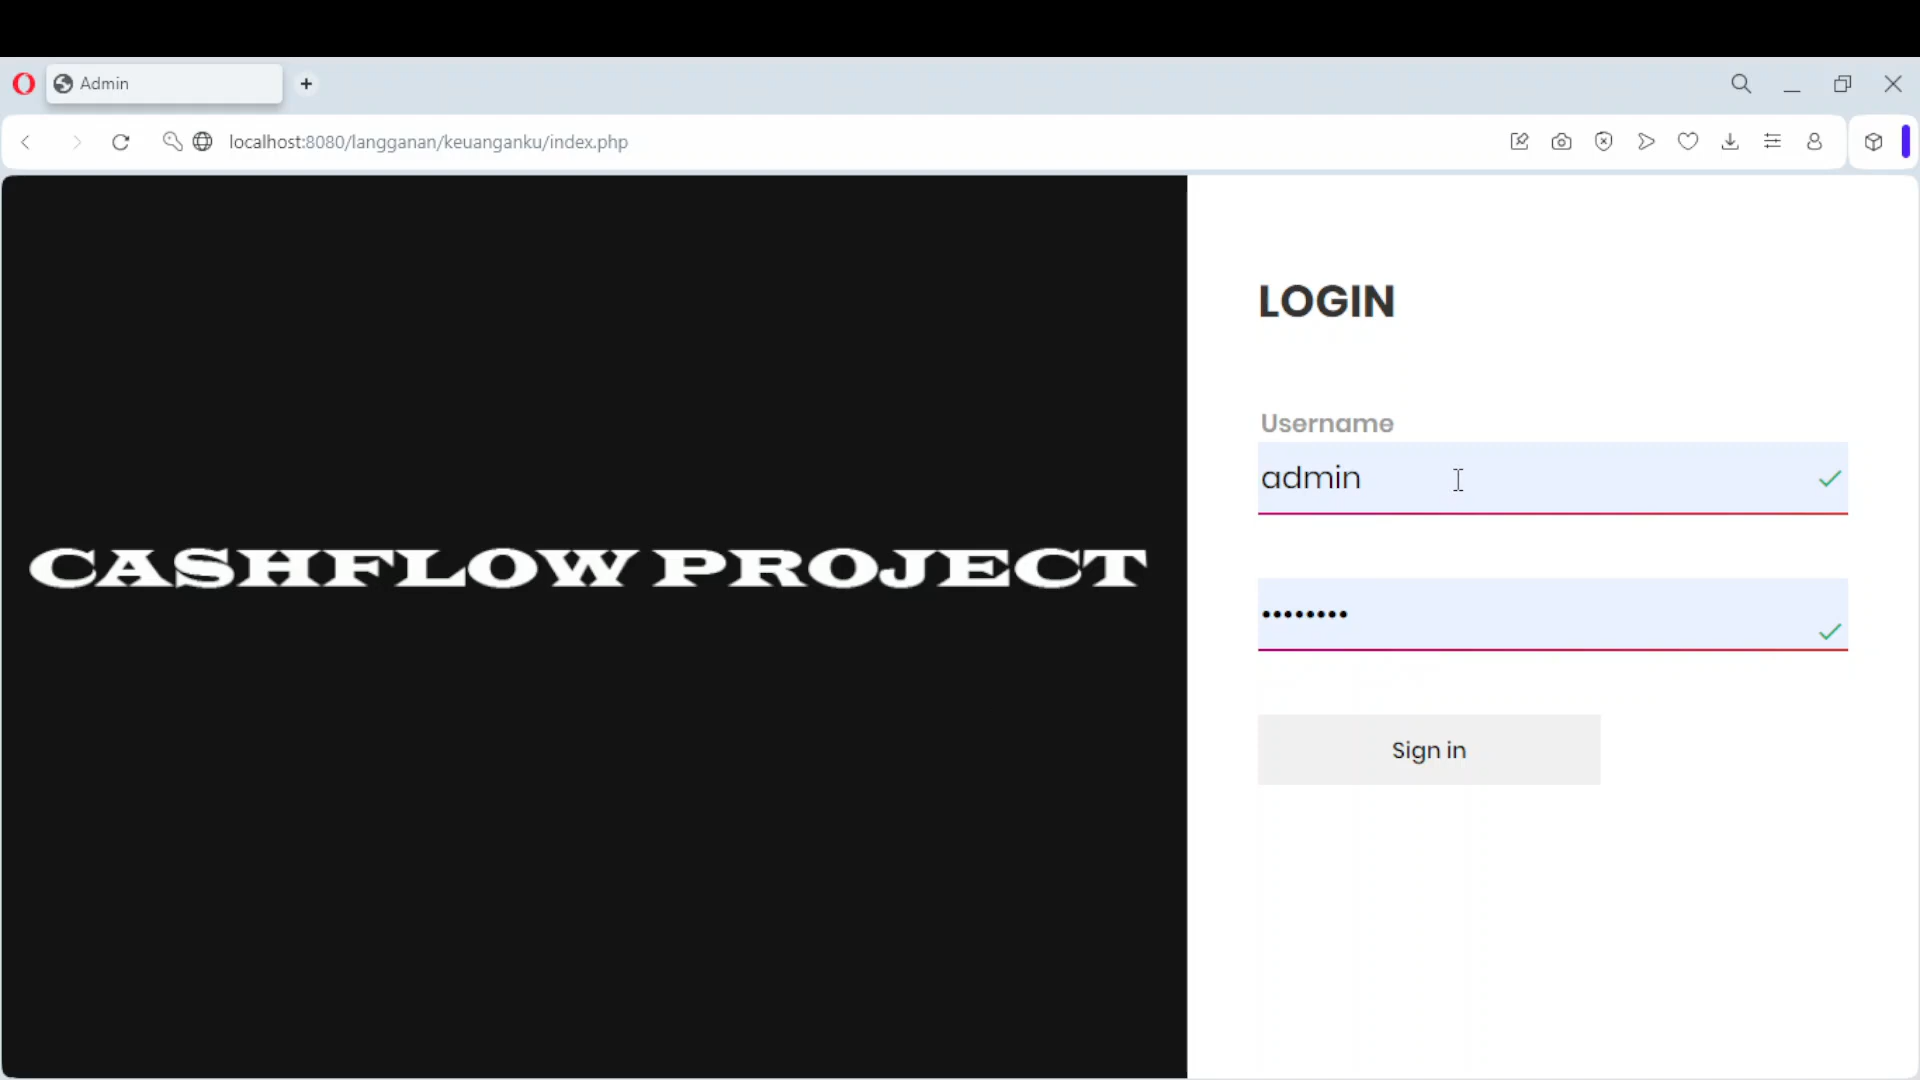 Admin
localhost:8080/langganan/keuanganku/index.php
LOGIN
Username
admin
CASHFLOW PROJECT
••••••••
Sign in